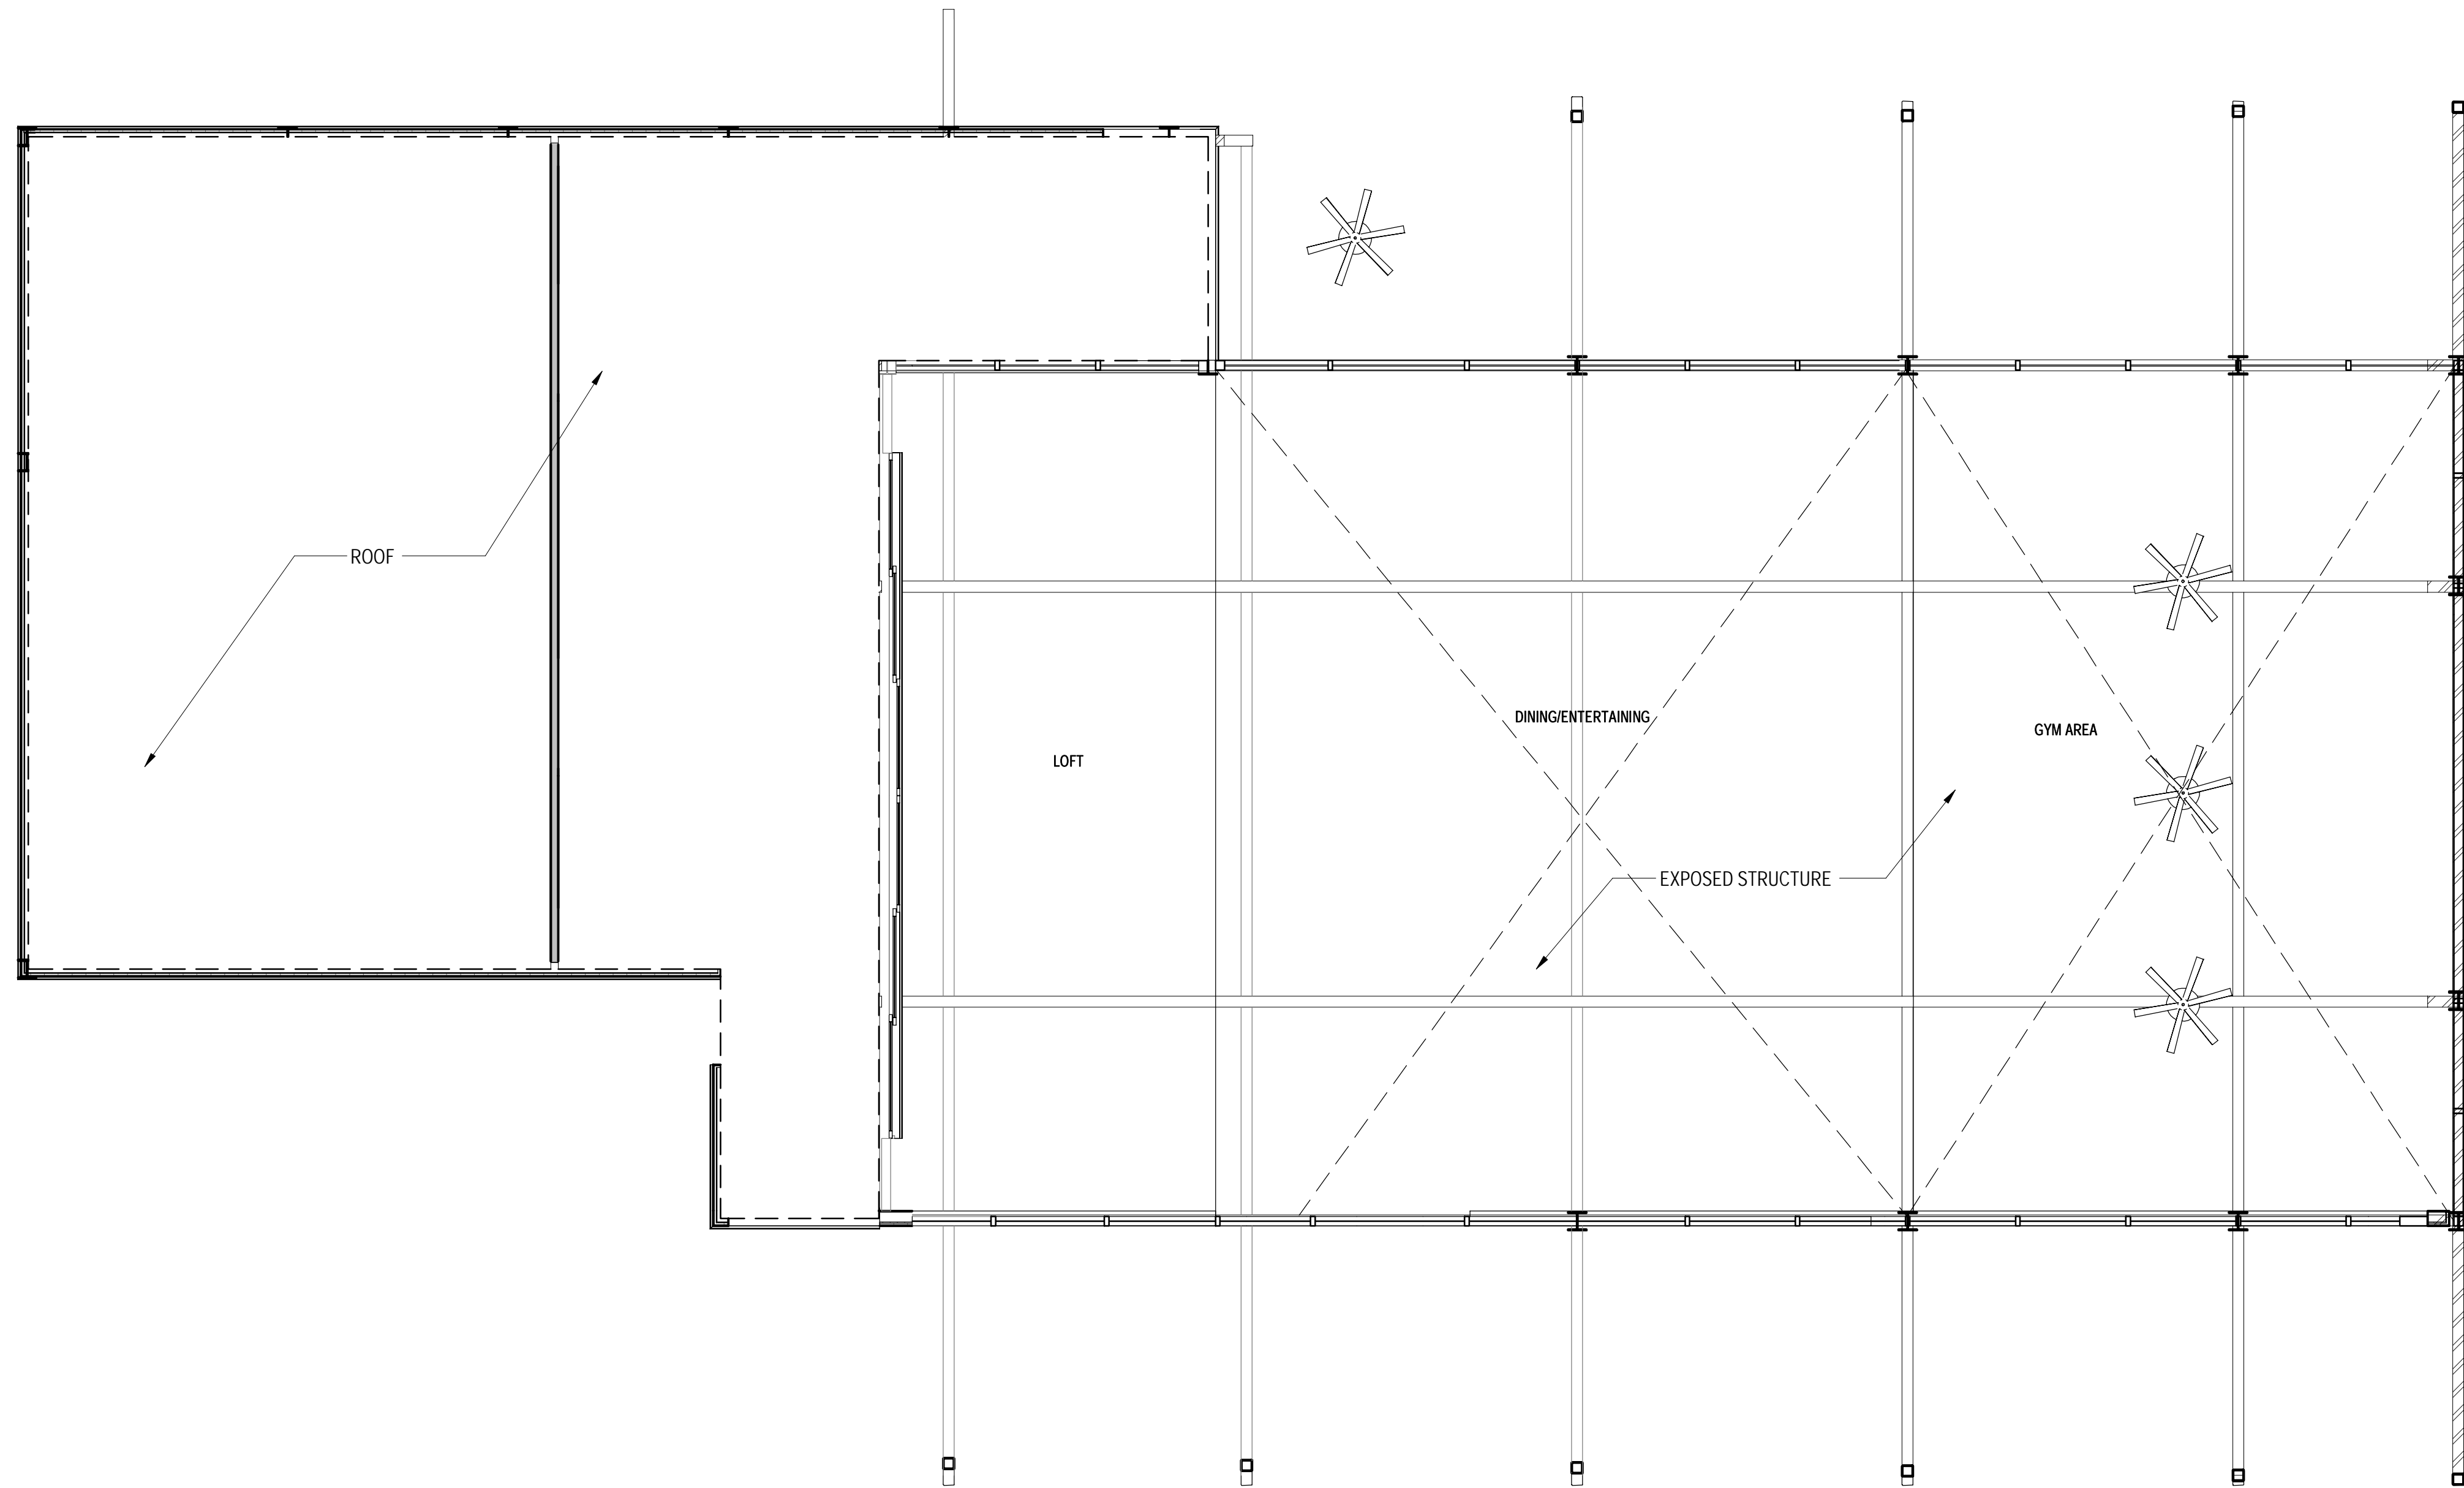 ROOF
DINING/ENTERTAINING
GYM AREA
LOFT
EXPOSED STRUCTURE